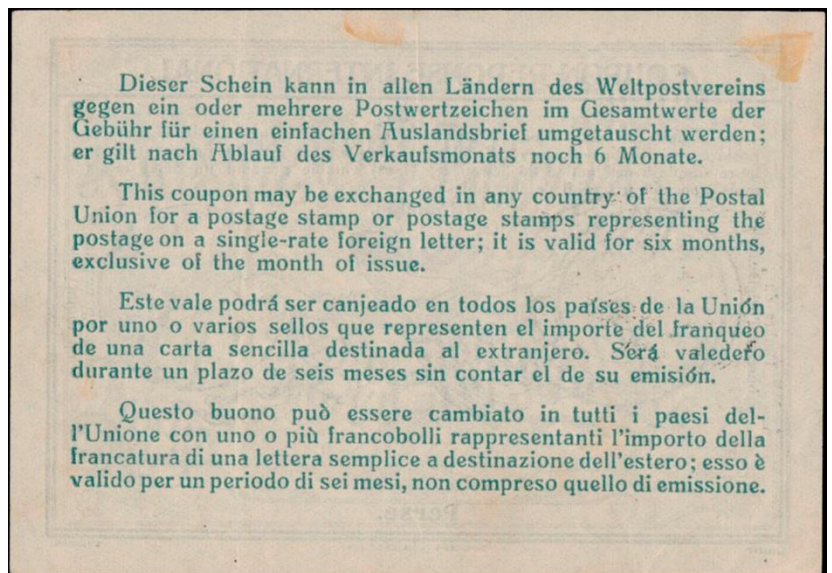 Dieser Schein kann in allen Ländern des Weltpostvereins
gegen ein oder mehrere Postwertzeichen im Gesamtwerte der
Gebühr für einen einfachen Auslandsbrief umgetauscht werden;
er gilt nach Ablauf des Verkaufsmonats noch 6 Monate.
This coupon may be exchanged in any country of the Postal
Union for a postage stamp or postage stamps representing the
postage on a single-rate foreign letter; it is valid for six months,
exclusive of the month of issue.
Este vale podrá ser canjeado en todos los países de la Unión
por uno o varios sellos que representen el importe del franqueo
de una carta sencilla destinada al extranjero. Será valedero
durante un plazo de seis meses sin contar el de su emisión.
Questo buono può essere cambiato in tutti i paesi del-
l'Unione con uno o più francobolli rappresentanti l'importo della
francatura di una lettera semplice a destinazione dell'estero; esso è
valido per un periodo di sei mesi, non compreso quello di emissione.